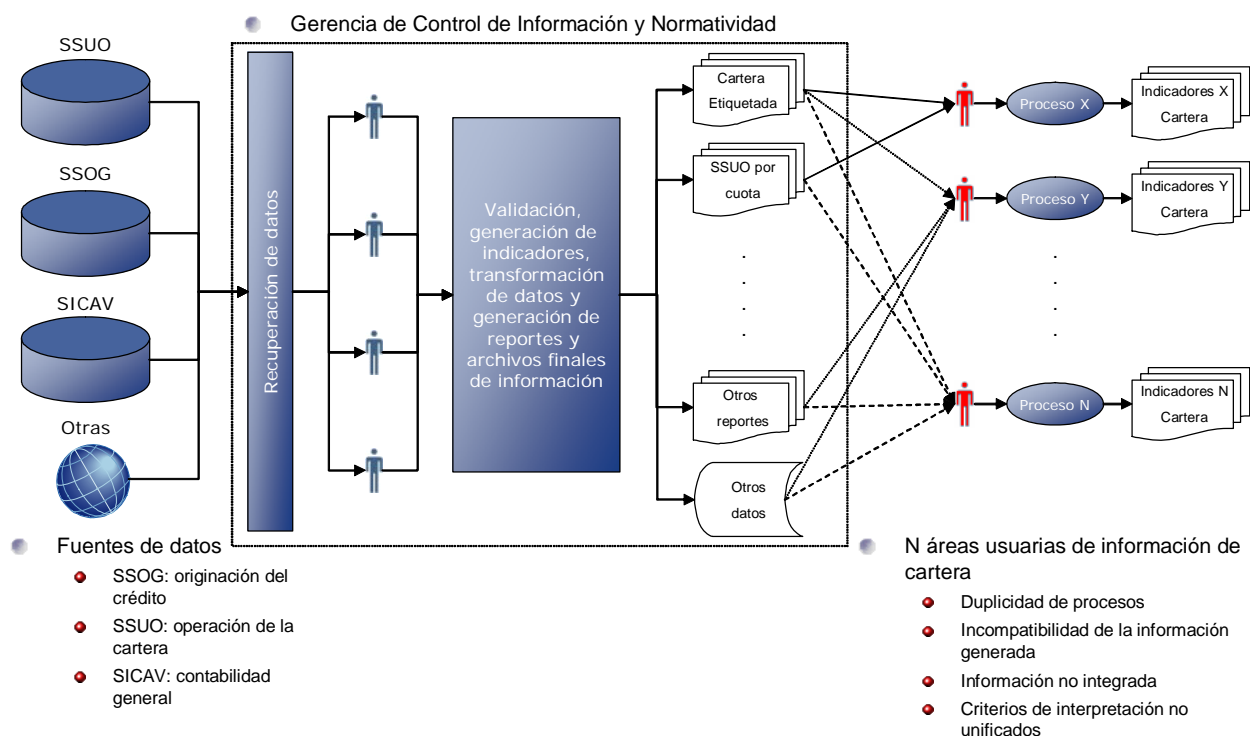 Gerencia de Control de Información y Normatividad
SSUO
SSOG
SICAV
Otras
Recuperación de datos
Validación,
generación de
indicadores,
transformación
de datos y
generación de
reportes y
archivos finales
de información
Cartera
Etiquetada
SSUO por
cuota
.
.
.
.
Otros
reportes
Otros
datos
Proceso X
Indicadores X
Cartera
Proceso Y
Indicadores Y
Cartera
.
.
.
.
.
.
.
.
Proceso N
Indicadores N
Cartera
Fuentes de datos
SSOG: originación del
crédito
SSUO: operación de la
cartera
SICAV: contabilidad
general
N áreas usuarias de información de
cartera
Duplicidad de procesos
Incompatibilidad de la información
generada
Información no integrada
Criterios de interpretación no
unificados